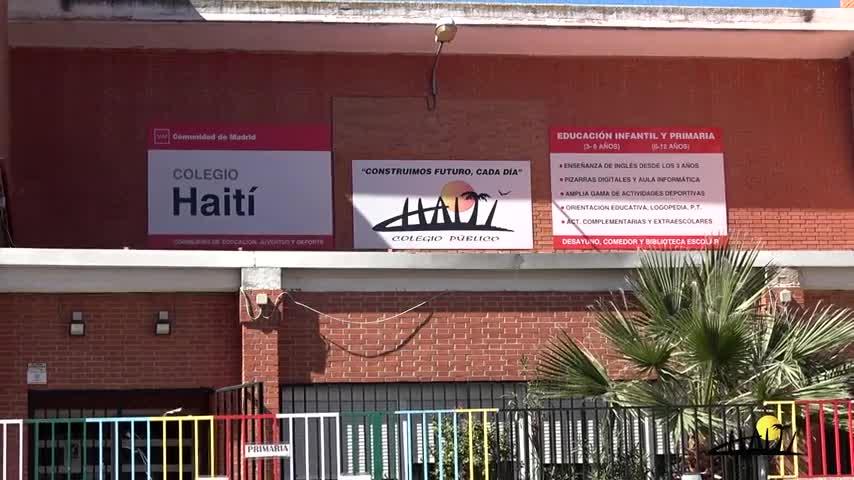 Comunidad de Madrid
COLEGIO
Haití
CONSEJERÍA DE EDUCACIÓN, JUVENTUD Y DEPORTE
"CONSTRUIMOS FUTURO, CADA DÍA"
HAITÍ
COLEGIO PÚBLICO
EDUCACIÓN INFANTIL Y PRIMARIA
(3- 6 AÑOS) (6-12 AÑOS)
• ENSEÑANZA DE INGLÉS DESDE LOS 3 AÑOS
• PIZARRAS DIGITALES Y AULA INFORMÁTICA
• AMPLIA GAMA DE ACTIVIDADES DEPORTIVAS
• ORIENTACIÓN EDUCATIVA, LOGOPEDIA, P.T.
• ACT. COMPLEMENTARIAS Y EXTRAESCOLARES
DESAYUNO, COMEDOR Y BIBLIOTECA ESCOLAR
PRIMARIA
HAITÍ